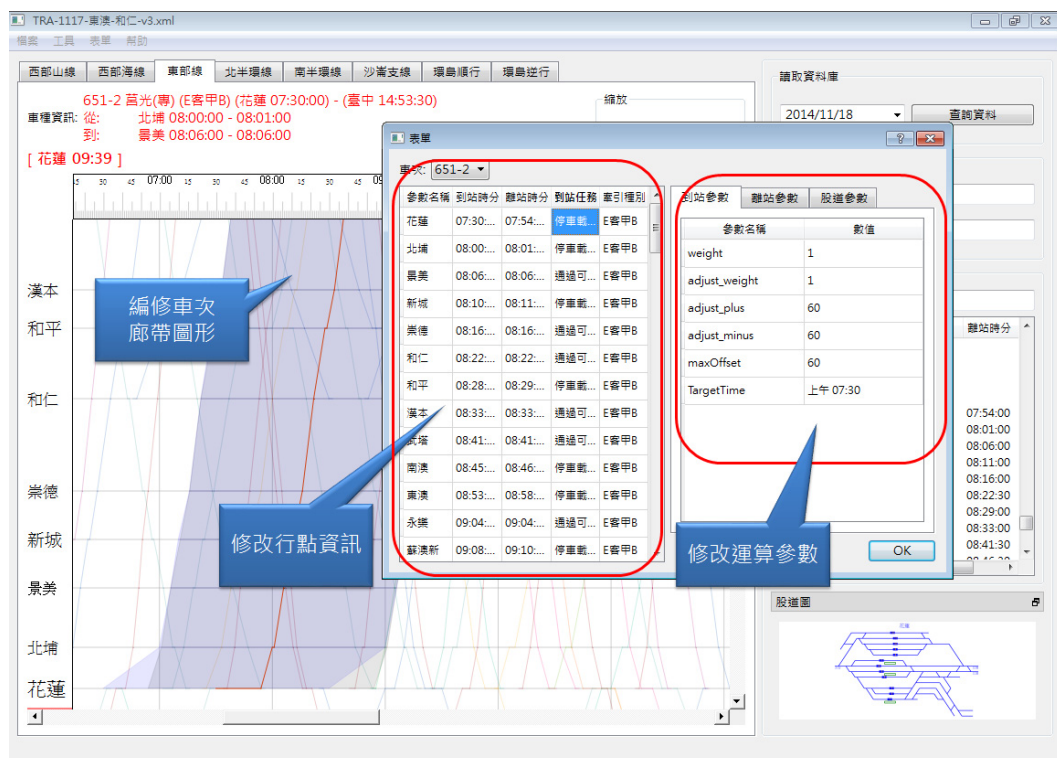 TRA-1117-東澳-和仁-v3.xml
檔案 工具 表單 幫助
西部山線 西部海線 東部線 北半環線 南半環線 沙崙支線 環島順行 環島逆行
651-2 莒光(專) (E客甲B) (花蓮 07:30:00) - (臺中 14:53:30)
車種資訊: 從: 北埔 08:00:00 - 08:01:00
到: 景美 08:06:00 - 08:06:00
縮放
[ 花蓮 09:39 ]
45 30 45 07:00 15 30 45 08:00 15 30 45 09
漢本
和平
和仁
崇德
新城
景美
北埔
花蓮
編修車次
廊帶圖形
表單
車次: 651-2
參數名稱 到站時分 離站時分 到站任務 牽引種別
花蓮 07:30:... 07:54:... 停車載... E客甲B
北埔 08:00:... 08:01:... 停車載... E客甲B
景美 08:06:... 08:06:... 通過可... E客甲B
新城 08:10:... 08:11:... 停車載... E客甲B
崇德 08:16:... 08:16:... 通過可... E客甲B
和仁 08:22:... 08:22:... 通過可... E客甲B
和平 08:28:... 08:29:... 停車載... E客甲B
漢本 08:33:... 08:33:... 通過可... E客甲B
武塔 08:41:... 08:41:... 通過可... E客甲B
南澳 08:45:... 08:46:... 停車載... E客甲B
東澳 08:53:... 08:58:... 停車載... E客甲B
永樂 09:04:... 09:04:... 通過可... E客甲B
蘇澳新 09:08:... 09:10:... 停車載... E客甲B
修改行點資訊
到站參數 離站參數 股道參數
參數名稱 數值
weight 1
adjust_weight 1
adjust_plus 60
adjust_minus 60
maxOffset 60
TargetTime 上午 07:30
修改運算參數
OK
讀取資料庫
2014/11/18 查詢資料
離站時分
07:54:00
08:01:00
08:06:00
08:11:00
08:16:00
08:22:30
08:29:00
08:33:00
08:41:30
股道圖
花蓮